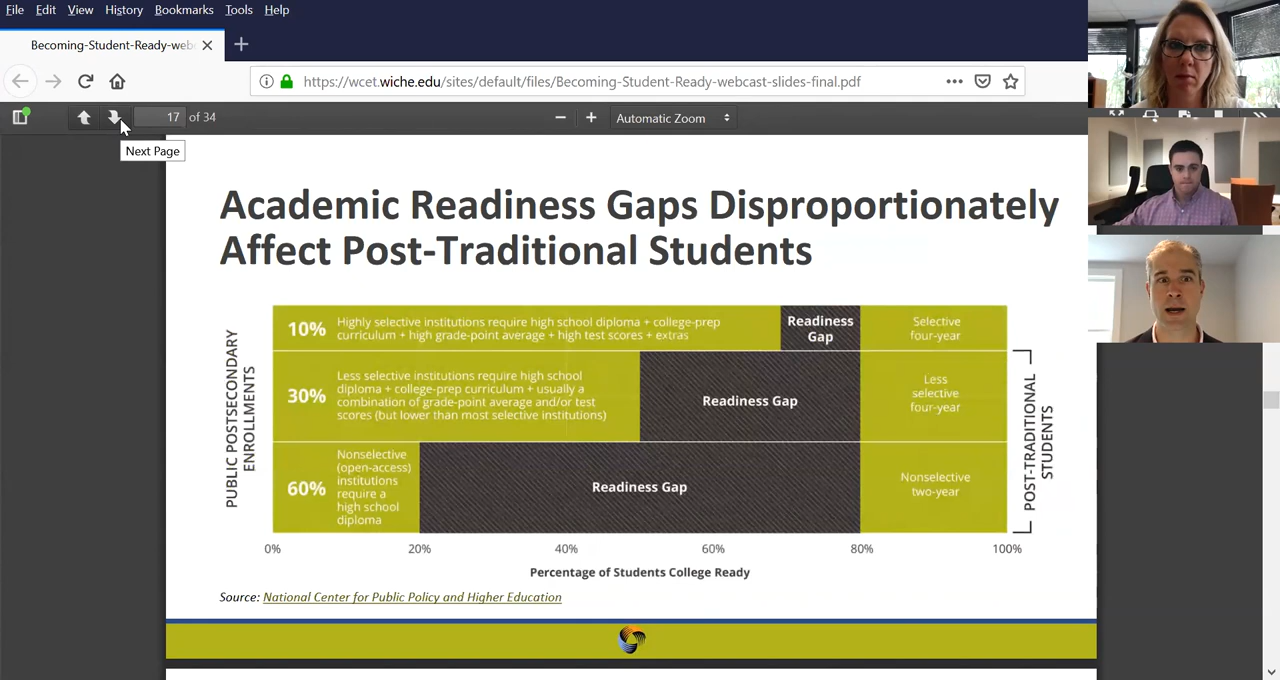 File Edit View History Bookmarks Tools Help
Becoming-Student-Ready-web
https://wcet.wiche.edu/sites/default/files/Becoming-Student-Ready-webcast-slides-final.pdf
17 of 34
Automatic Zoom
Next Page
Academic Readiness Gaps Disproportionately
Affect Post-Traditional Students
PUBLIC POSTSECONDARY
ENROLLMENTS
10%
Highly selective institutions require high school diploma + college-prep
curriculum + high grade-point average + high test scores + extras
Readiness
Gap
Selective
four-year
30%
Less selective institutions require high school
diploma + college-prep curriculum + usually a
combination of grade-point average and/or test
scores (but lower than most selective institutions)
Readiness Gap
Less
selective
four-year
60%
Nonselective
(open-access)
institutions
require a
high school
diploma
Readiness Gap
Nonselective
two-year
POST-TRADITIONAL
STUDENTS
0% 20% 40% 60% 80% 100%
Percentage of Students College Ready
Source: National Center for Public Policy and Higher Education